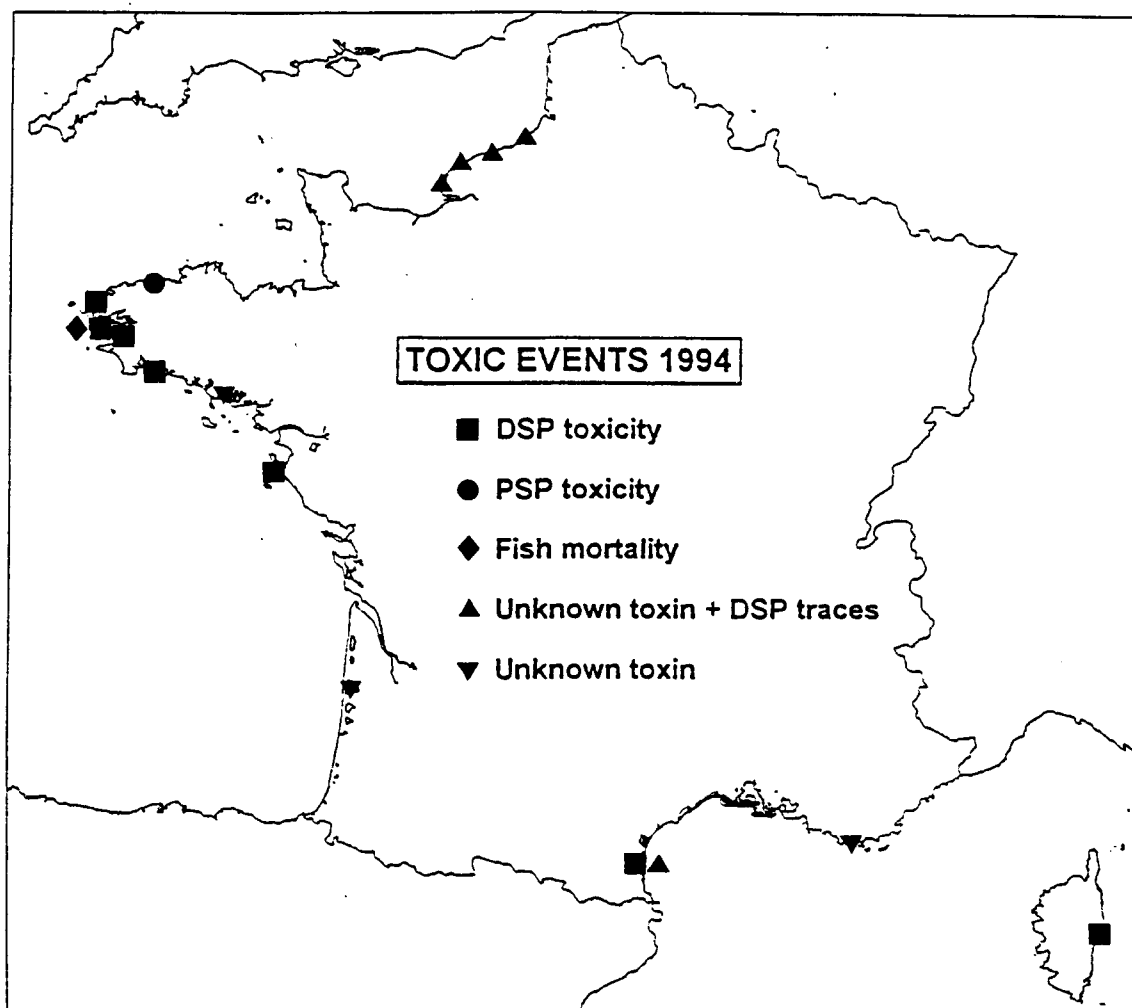 TOXIC EVENTS 1994
DSP toxicity
PSP toxicity
Fish mortality
Unknown toxin + DSP traces
Unknown toxin